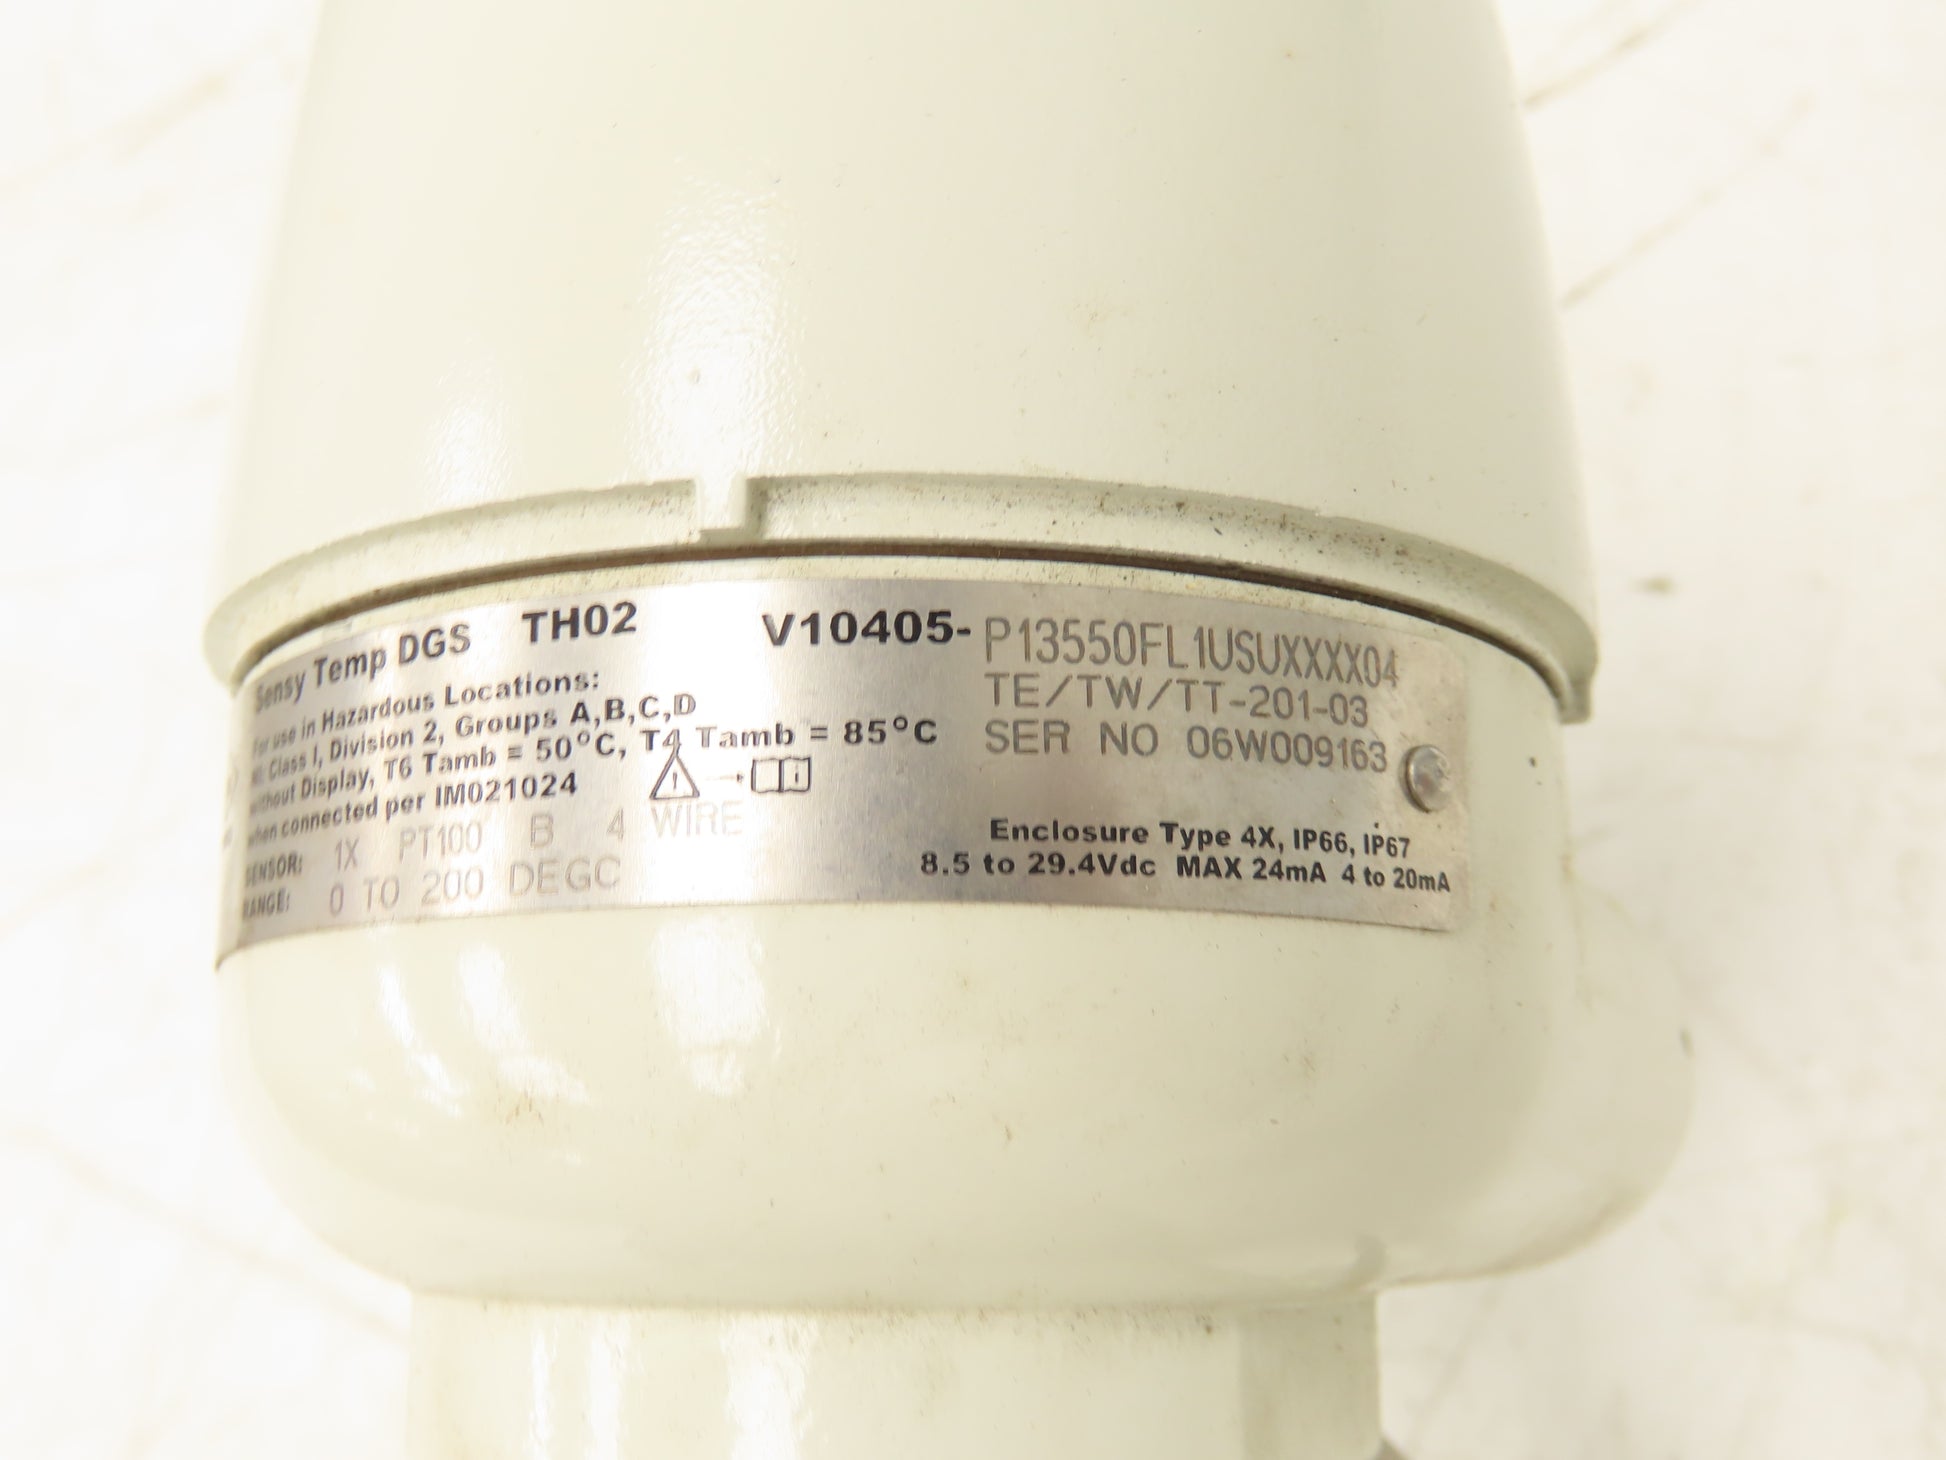 Sensy Temp DGS TH02 V10405- P13550FL1USUXXXX04
TE/TW/TT-201-03
SER NO 06W009163
For use in Hazardous Locations:
Class I, Division 2, Groups A,B,C,D
without Display, T6 Tamb = 50°C, T4 Tamb = 85°C
when connected per IM021024
SENSOR: 1X PT100 B 4 WIRE
RANGE: 0 TO 200 DEGC
Enclosure Type 4X, IP66, IP67
8.5 to 29.4Vdc MAX 24mA 4 to 20mA